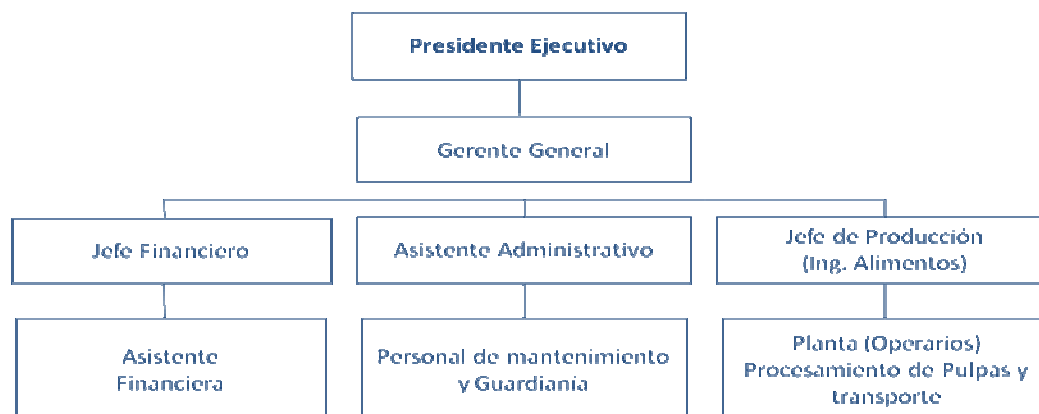 Presidente Ejecutivo
Gerente General
Jefe Financiero
Asistente Administrativo
Jefe de Producción
(Ing. Alimentos)
Asistente
Financiera
Personal de mantenimiento
y Guardianía
Planta (Operarios)
Procesamiento de Pulpas y
transporte